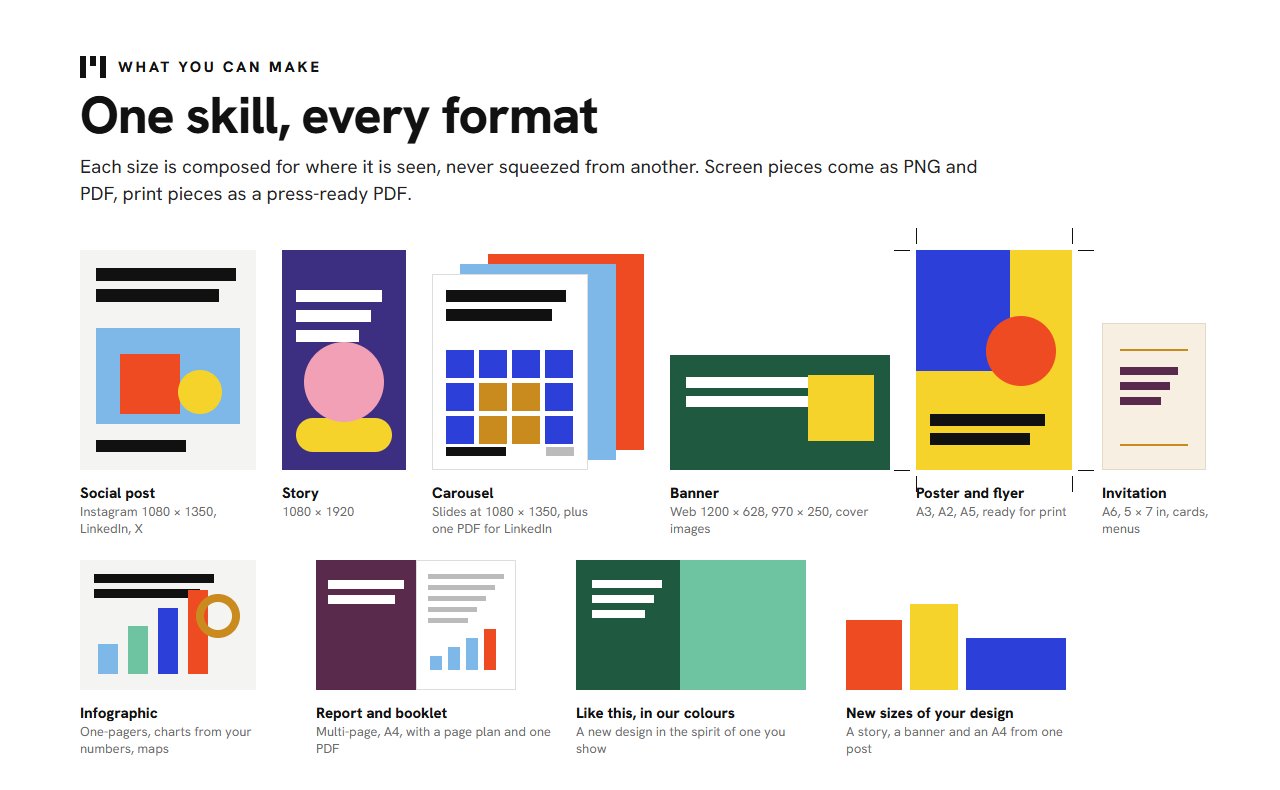 WHAT YOU CAN MAKE
One skill, every format
Each size is composed for where it is seen, never squeezed from another. Screen pieces come as PNG and
PDF, print pieces as a press-ready PDF.
Social post
Instagram 1080 × 1350,
LinkedIn, X
Story
1080 × 1920
Carousel
Slides at 1080 × 1350, plus
one PDF for LinkedIn
Banner
Web 1200 × 628, 970 × 250, cover
images
Poster and flyer
A3, A2, A5, ready for print
Invitation
A6, 5 × 7 in, cards,
menus
Infographic
One-pagers, charts from your
numbers, maps
Report and booklet
Multi-page, A4, with a page plan and one
PDF
Like this, in our colours
A new design in the spirit of one you
show
New sizes of your design
A story, a banner and an A4 from one
post